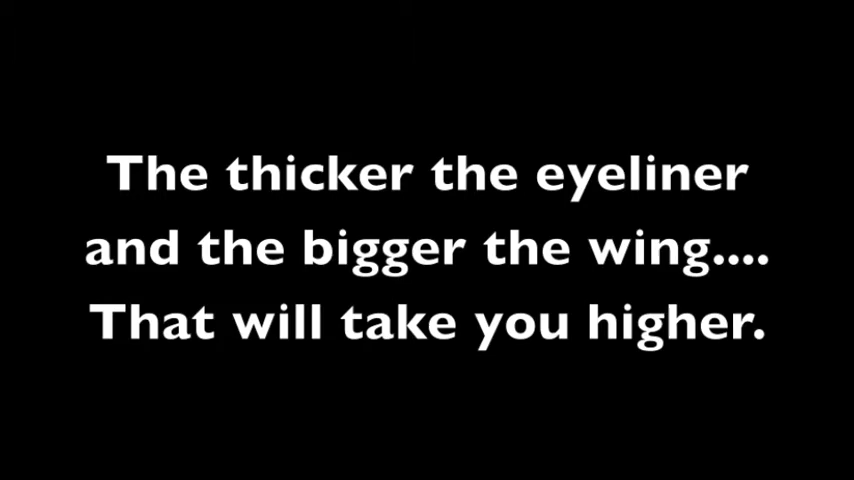 The thicker the eyeliner
and the bigger the wing....
That will take you higher.